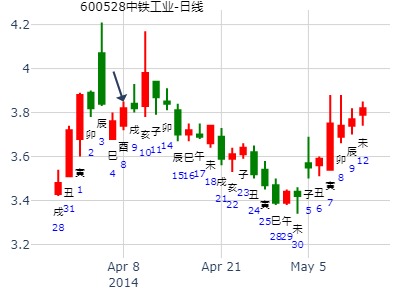 600528中铁工业-日线
4.2
4
3.8
3.6
3.4
3.2
戌
28
丑
31
寅
1
卯
2
辰
3
巳
4
酉
8
戌
9
亥
10
子
11
卯
14
辰
15
巳
16
午
17
未
18
戌
21
亥
22
子
23
丑
24
寅
25
巳
28
午
29
未
30
子
5
丑
6
寅
7
卯
8
辰
9
未
12
Apr 8
2014
Apr 21
May 5